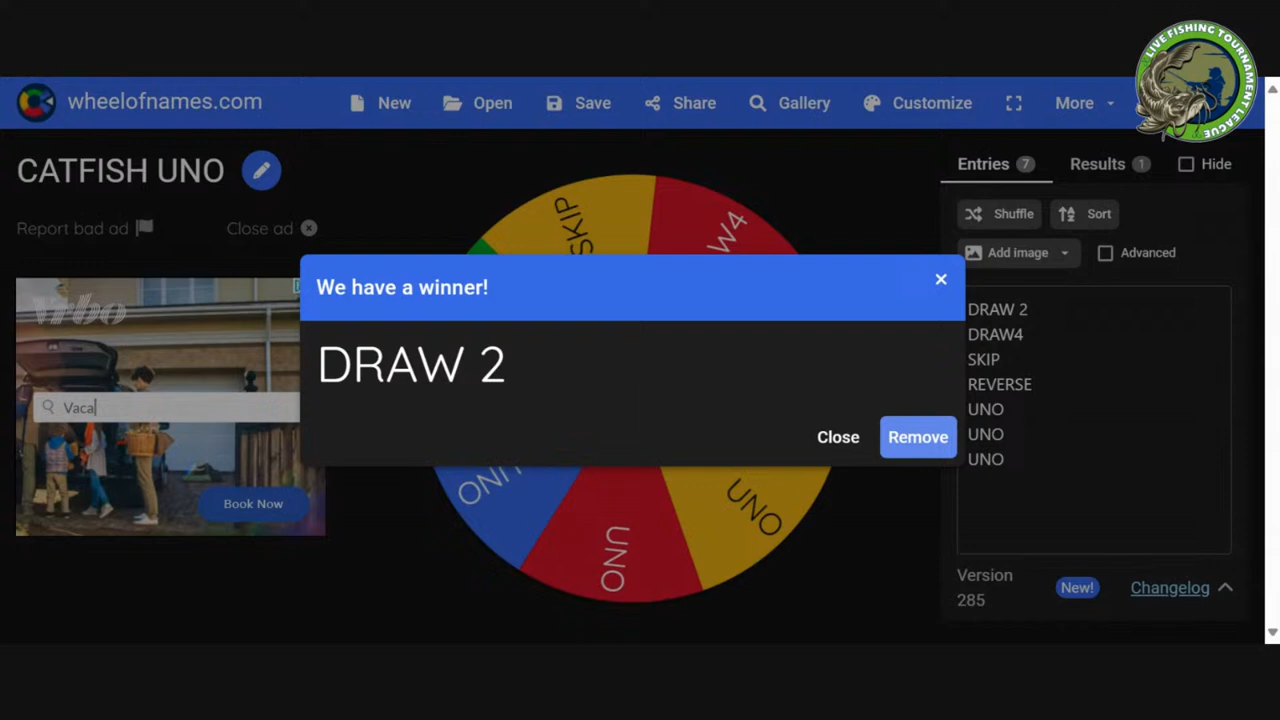 LIVE FISHING TOURNAMENT LEAGUE
wheelofnames.com
New
Open
Save
Share
Gallery
Customize
More
CATFISH UNO
Report bad ad
Close ad
Entries 7
Results 1
Hide
Shuffle
Sort
Add image
Advanced
SKIP
W4
Vrbo
Vaca
Book Now
We have a winner!
DRAW 2
Close
Remove
UNO
UNO
UNO
DRAW 2
DRAW4
SKIP
REVERSE
UNO
UNO
UNO
Version
285
New!
Changelog